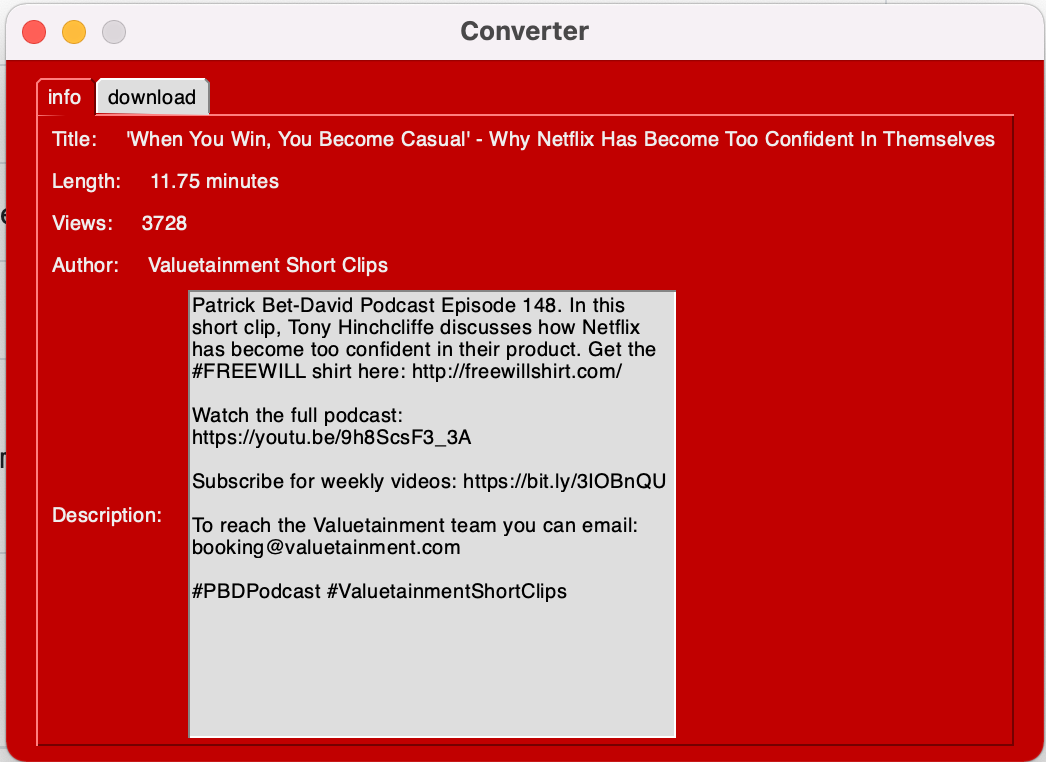 Converter
info download
Title: 'When You Win, You Become Casual' - Why Netflix Has Become Too Confident In Themselves
Length: 11.75 minutes
Views: 3728
Author: Valuetainment Short Clips
Description:
Patrick Bet-David Podcast Episode 148. In this
short clip, Tony Hinchcliffe discusses how Netflix
has become too confident in their product. Get the
#FREEWILL shirt here: http://freewillshirt.com/
Watch the full podcast:
https://youtu.be/9h8ScsF3_3A
Subscribe for weekly videos: https://bit.ly/3IOBnQU
To reach the Valuetainment team you can email:
booking@valuetainment.com
#PBDPodcast #ValuetainmentShortClips